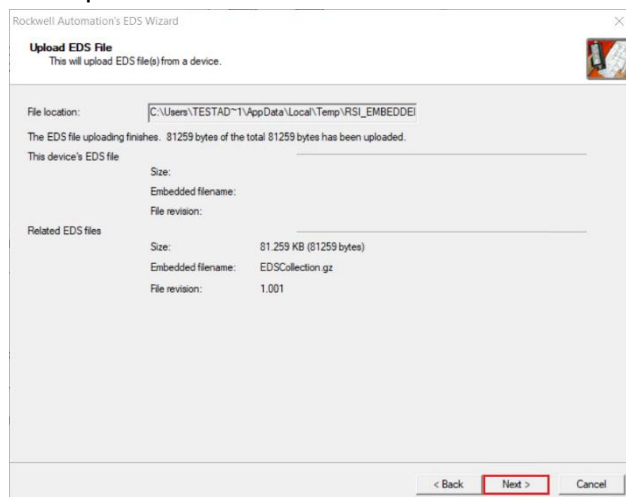 Rockwell Automation's EDS Wizard
Upload EDS File
This will upload EDS file(s) from a device.
File location: C:\Users\TESTAD~1\AppData\Local\Temp\RSI_EMBEDDE
The EDS file uploading finishes. 81259 bytes of the total 81259 bytes has been uploaded.
This device's EDS file
Size:
Embedded filename:
File revision:
Related EDS files
Size: 81.259 KB (81259 bytes)
Embedded filename: EDSCollection.gz
File revision: 1.001
< Back Next > Cancel